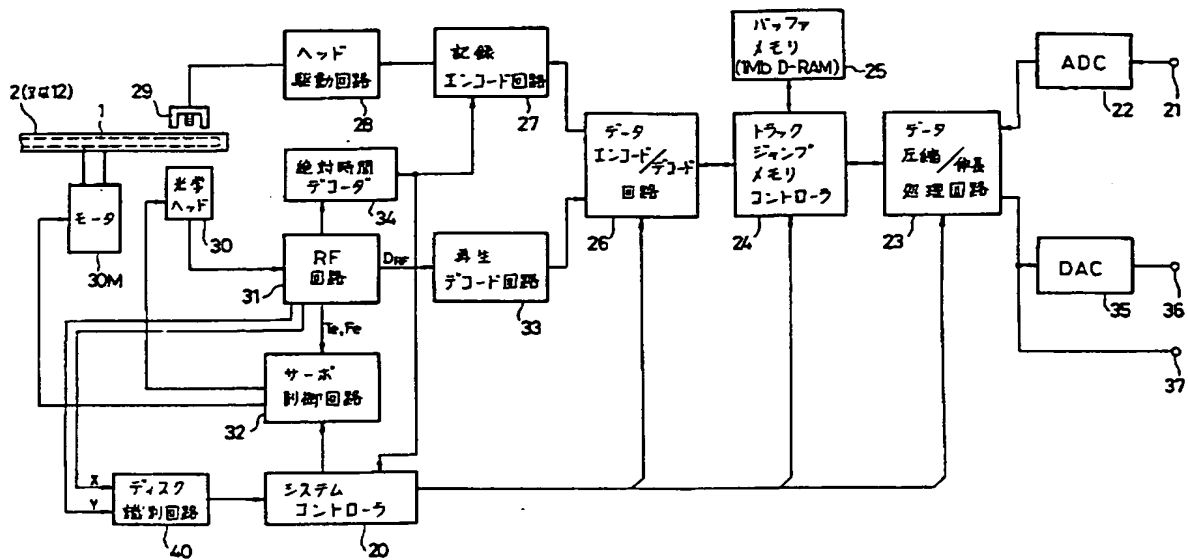 バッファ
メモリ
(1Mb D-RAM)
25
ヘッド
駆動回路
28
記録
エンコード回路
27
ADC
22
21
29
2(又は12)
1
モータ
30M
光学
ヘッド
30
絶対時間
デコーダ
34
データ
エンコード/デコード
回路
26
トラック
ジャンプ
メモリ
コントローラ
24
データ
圧縮/伸長
処理回路
23
RF
回路
31
DRF
再生
デコード回路
33
DAC
35
36
37
Te,Fe
サーボ
制御回路
32
X
Y
ディスク
識別回路
40
システム
コントローラ
20